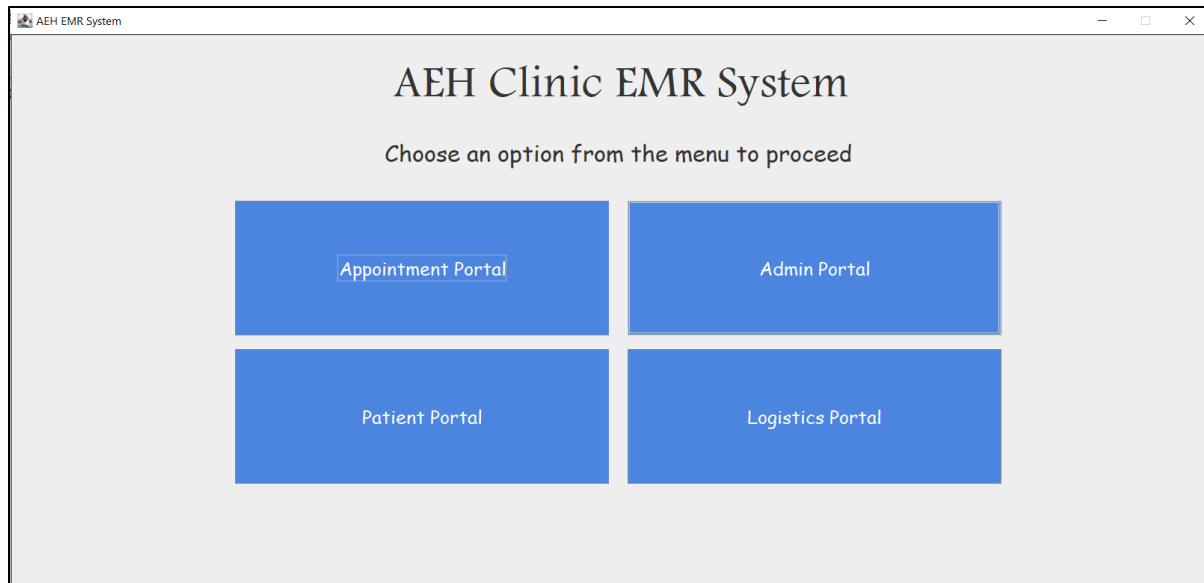 AEH EMR System
AEH Clinic EMR System
Choose an option from the menu to proceed
Appointment Portal
Admin Portal
Patient Portal
Logistics Portal